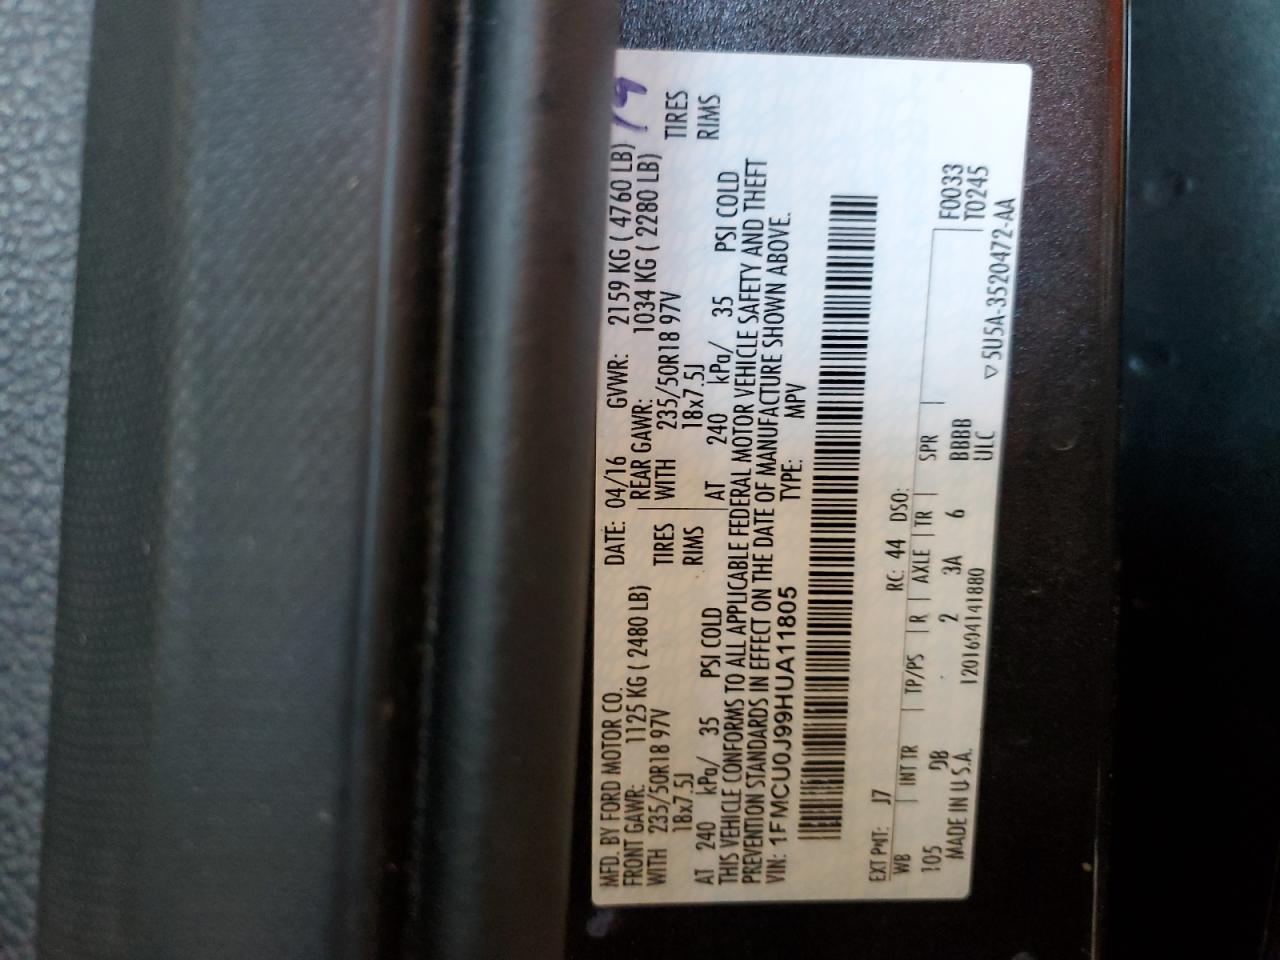 MFD. BY FORD MOTOR CO. DATE: 04/16 GVWR: 2159 KG ( 4760 LB) 19
FRONT GAWR: 1125 KG ( 2480 LB) REAR GAWR: 1034 KG ( 2280 LB)
WITH 235/50R18 97V TIRES WITH 235/50R18 97V TIRES
18x7.5J RIMS 18x7.5J RIMS
AT 240 kPa/ 35 PSI COLD AT 240 kPa/ 35 PSI COLD
THIS VEHICLE CONFORMS TO ALL APPLICABLE FEDERAL MOTOR VEHICLE SAFETY AND THEFT
PREVENTION STANDARDS IN EFFECT ON THE DATE OF MANUFACTURE SHOWN ABOVE.
VIN: 1FMCU0J99HUA11805 TYPE: MPV
EXT PNT: J7 RC: 44 DSO:
WB INT TR TP/PS R AXLE TR SPR F0033
105 DB 2 3A 6 BBBB T0245
MADE IN U.S.A. 1201604141880 ULC ▽5U5A-3520472-AA